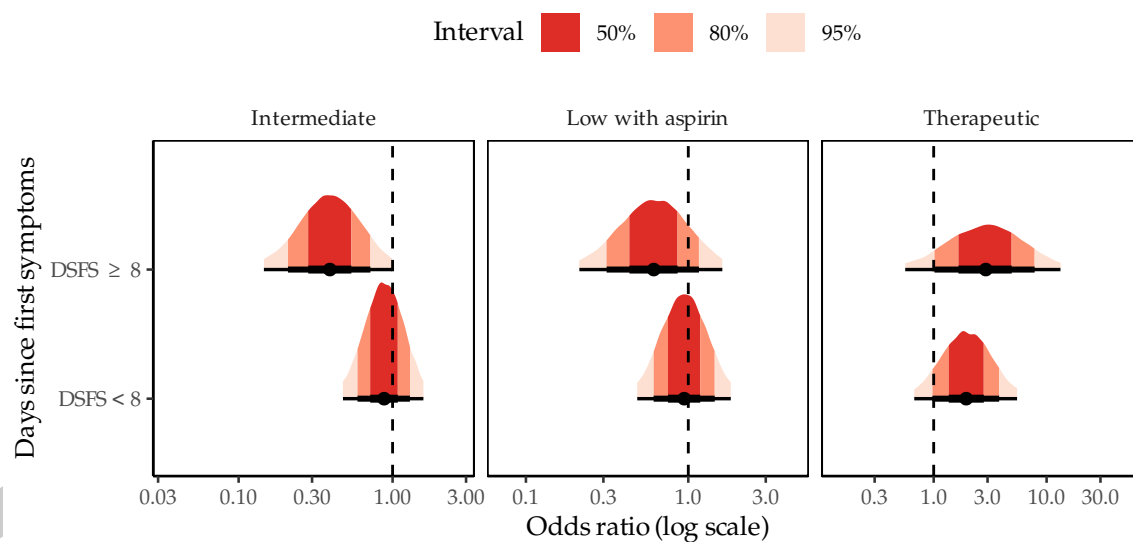 Interval 50% 80% 95%
Intermediate Low with aspirin Therapeutic
Days since first symptoms
DSFS ≥ 8
DSFS < 8
0.03 0.10 0.30 1.00 3.00 0.1 0.3 1.0 3.0 0.3 1.0 3.0 10.0 30.0
Odds ratio (log scale)